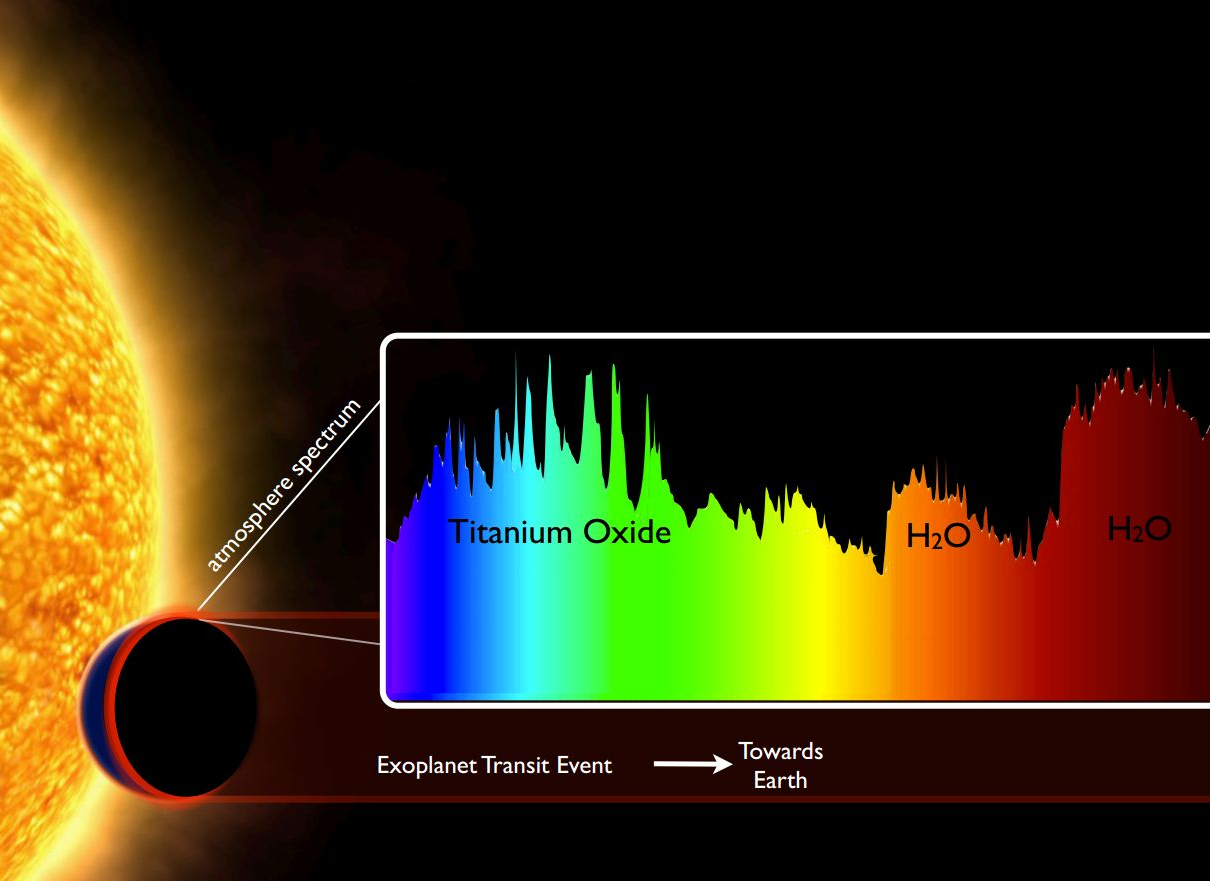 atmosphere spectrum
Titanium Oxide
H₂O
H₂O
Exoplanet Transit Event
Towards
Earth